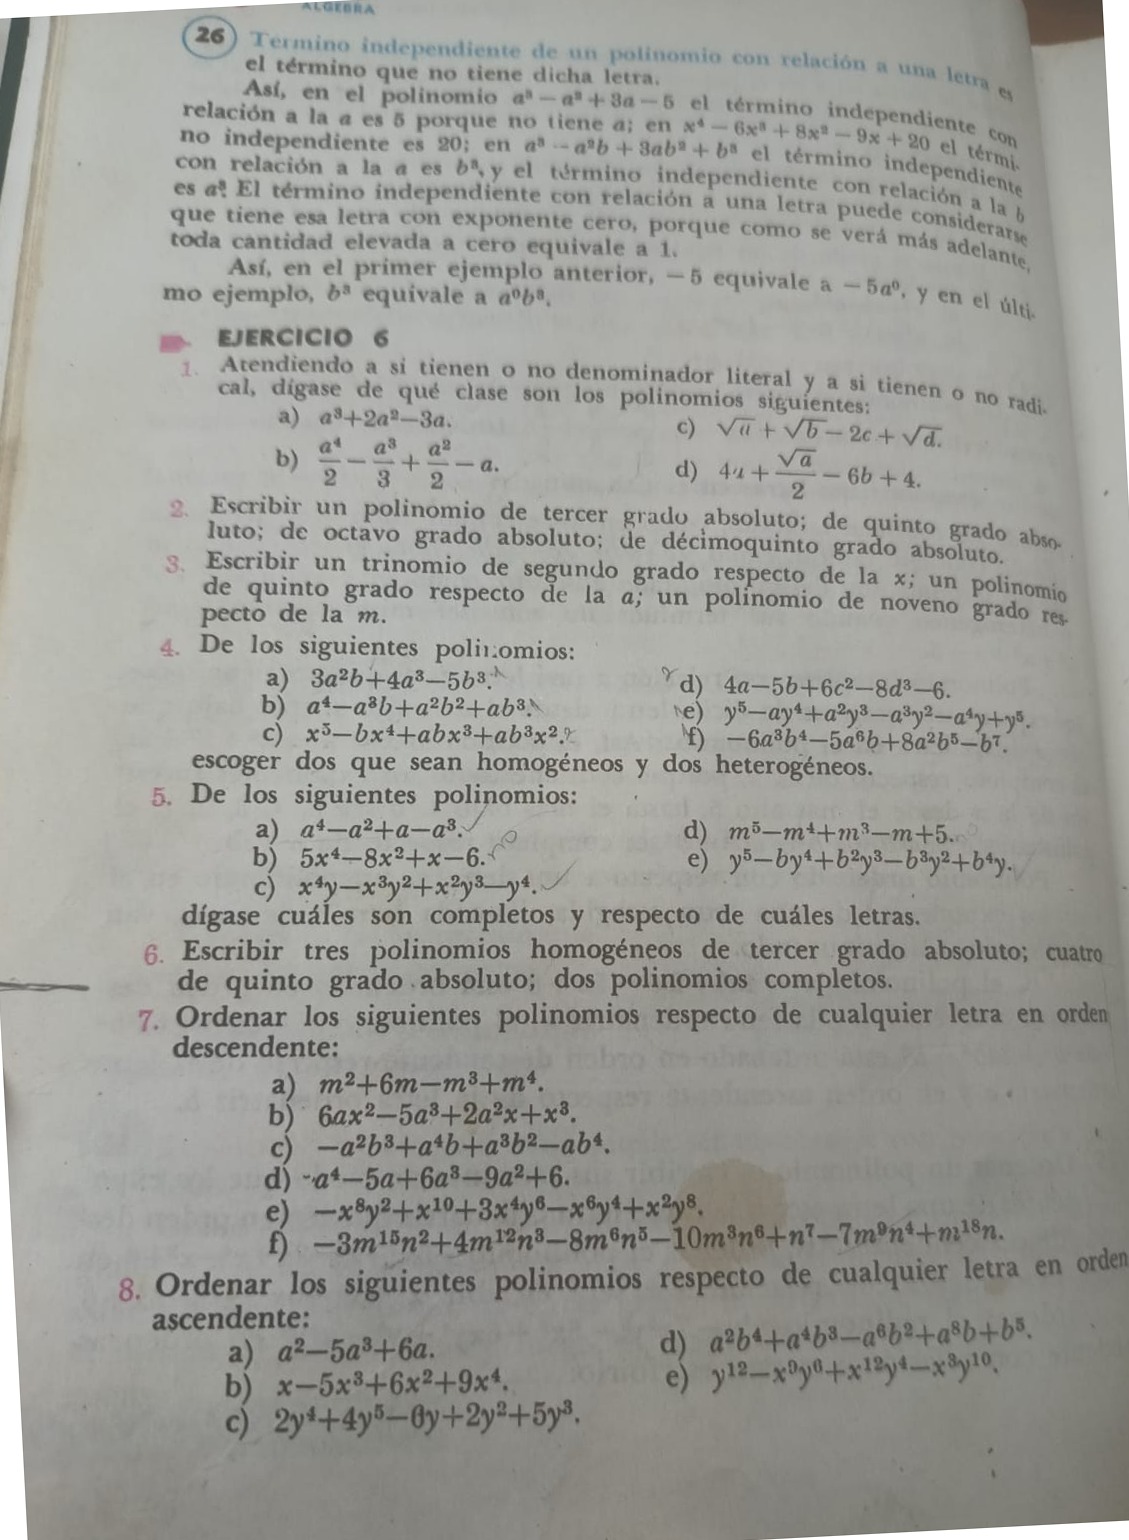 ALGEBRA
26 Termino independiente de un polinomio con relación a una letra es
el término que no tiene dicha letra.
Así, en el polinomio a³ − a² + 3a − 5 el término independiente con
relación a la a es 5 porque no tiene a; en x⁴ − 6x³ + 8x² − 9x + 20 el térmi-
no independiente es 20; en a³ − a²b + 3ab² + b³ el término independiente
con relación a la a es b³, y el término independiente con relación a la b
es a³. El término independiente con relación a una letra puede considerarse
que tiene esa letra con exponente cero, porque como se verá más adelante,
toda cantidad elevada a cero equivale a 1.
Así, en el primer ejemplo anterior, − 5 equivale a − 5a⁰, y en el últi-
mo ejemplo, b³ equivale a a⁰b³.
EJERCICIO 6
1. Atendiendo a si tienen o no denominador literal y a si tienen o no radi-
cal, dígase de qué clase son los polinomios siguientes:
a) a³+2a²−3a.
c) √a + √b − 2c + √d.
b) a⁴/2 − a³/3 + a²/2 − a.
d) 4a + √a/2 − 6b + 4.
2. Escribir un polinomio de tercer grado absoluto; de quinto grado abso-
luto; de octavo grado absoluto; de décimoquinto grado absoluto.
3. Escribir un trinomio de segundo grado respecto de la x; un polinomio
de quinto grado respecto de la a; un polinomio de noveno grado res-
pecto de la m.
4. De los siguientes polinomios:
a) 3a²b+4a³−5b³.
d) 4a−5b+6c²−8d³−6.
b) a⁴−a³b+a²b²+ab³.
e) y⁵−ay⁴+a²y³−a³y²−a⁴y+y⁵.
c) x⁵−bx⁴+abx³+ab³x².
f) −6a³b⁴−5a⁶b+8a²b⁵−b⁷.
escoger dos que sean homogéneos y dos heterogéneos.
5. De los siguientes polinomios:
a) a⁴−a²+a−a³.
d) m⁵−m⁴+m³−m+5.
b) 5x⁴−8x²+x−6.
e) y⁵−by⁴+b²y³−b³y²+b⁴y.
c) x⁴y−x³y²+x²y³−y⁴.
dígase cuáles son completos y respecto de cuáles letras.
6. Escribir tres polinomios homogéneos de tercer grado absoluto; cuatro
de quinto grado absoluto; dos polinomios completos.
7. Ordenar los siguientes polinomios respecto de cualquier letra en orden
descendente:
a) m²+6m−m³+m⁴.
b) 6ax²−5a³+2a²x+x³.
c) −a²b³+a⁴b+a³b²−ab⁴.
d) a⁴−5a+6a³−9a²+6.
e) −x⁸y²+x¹⁰+3x⁴y⁶−x⁶y⁴+x²y⁸.
f) −3m¹⁵n²+4m¹²n³−8m⁶n⁵−10m³n⁶+n⁷−7m⁹n⁴+m¹⁸n.
8. Ordenar los siguientes polinomios respecto de cualquier letra en orden
ascendente:
a) a²−5a³+6a.
d) a²b⁴+a⁴b³−a⁶b²+a⁸b+b⁵.
b) x−5x³+6x²+9x⁴.
e) y¹²−x⁹y⁶+x¹²y⁴−x³y¹⁰.
c) 2y⁴+4y⁵−6y+2y²+5y³.